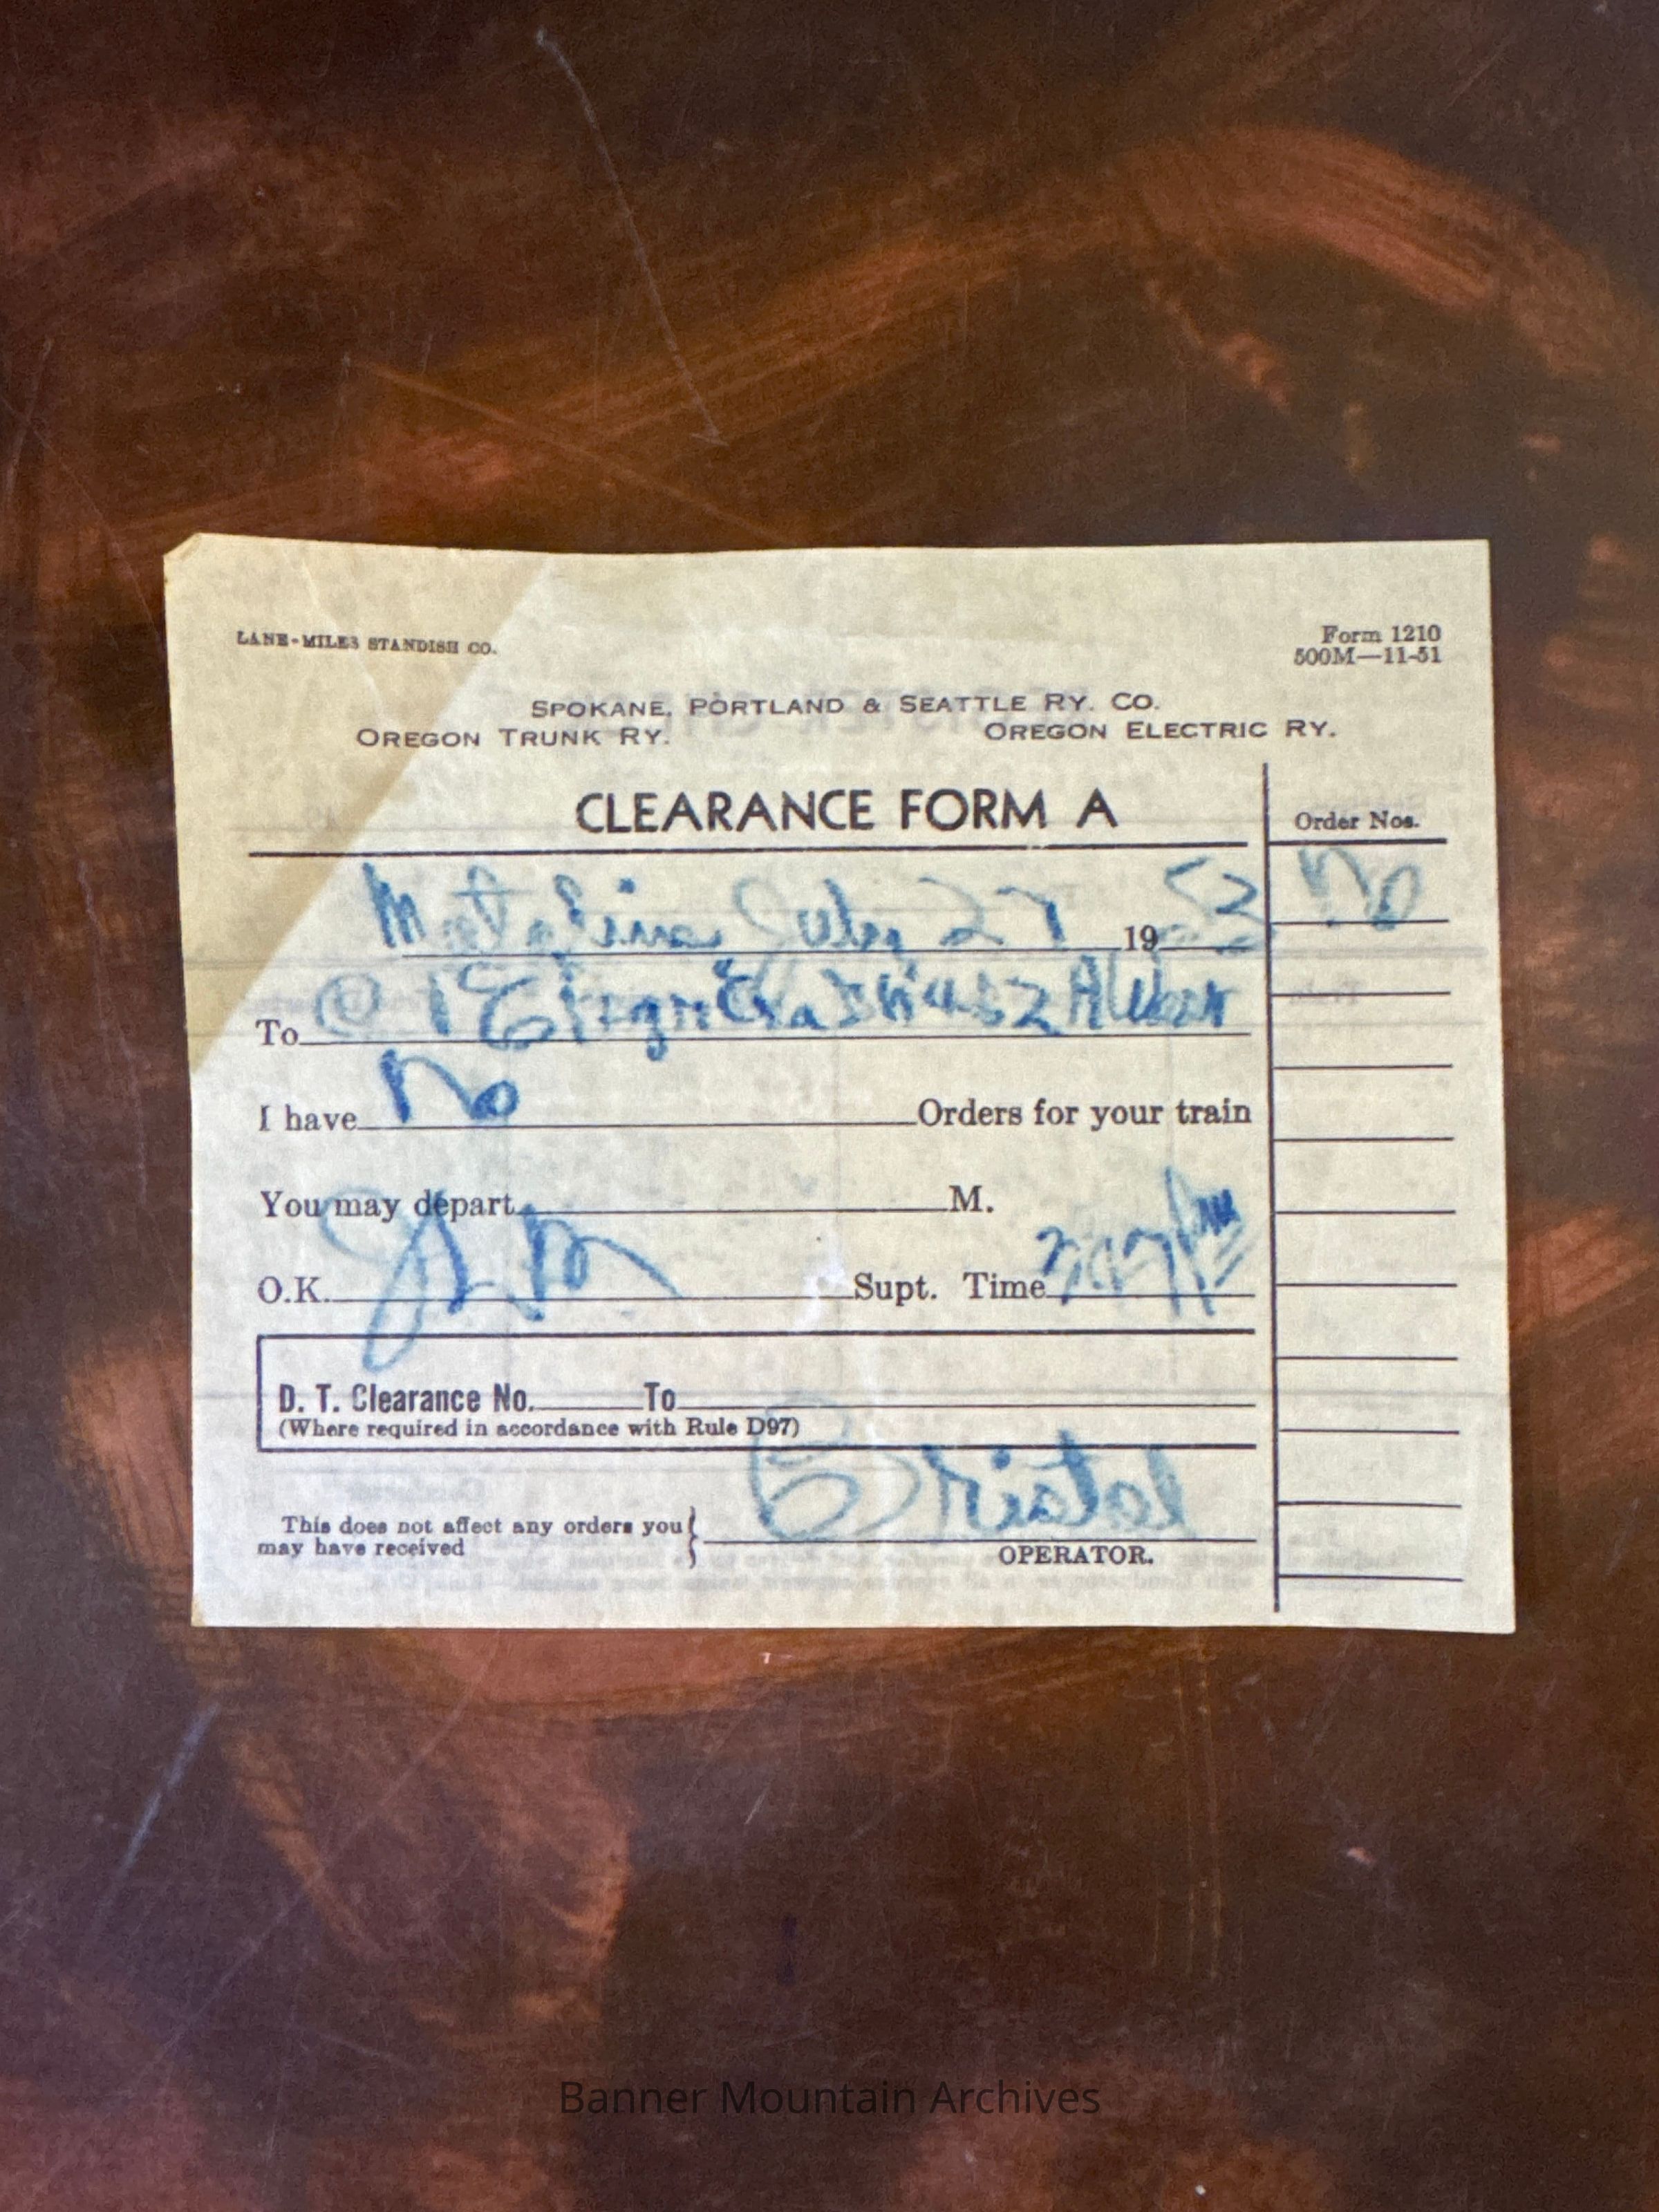 LANE-MILES STANDISH CO.
Form 1210
500M—11-51
SPOKANE, PORTLAND & SEATTLE RY. CO.
OREGON TRUNK RY. OREGON ELECTRIC RY.
CLEARANCE FORM A
Order Nos.
July 27 1952 No
To C 1 E
I have No Orders for your train
You may depart M.
O.K. Supt. Time pm
D. T. Clearance No. To
(Where required in accordance with Rule D97)
This does not affect any orders you
may have received
Bristol
OPERATOR.
Banner Mountain Archives